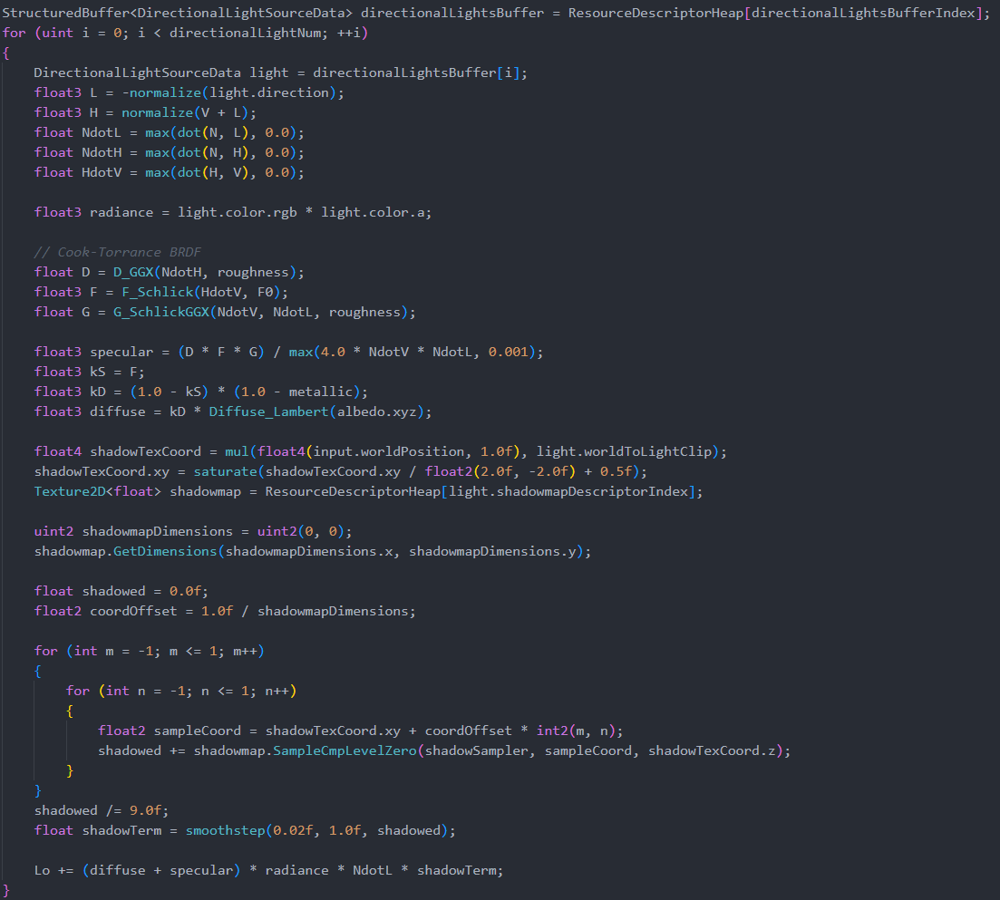 StructuredBuffer<DirectionalLightSourceData> directionalLightsBuffer = ResourceDescriptorHeap[directionalLightsBufferIndex];
for (uint i = 0; i < directionalLightNum; ++i)
{
    DirectionalLightSourceData light = directionalLightsBuffer[i];
    float3 L = -normalize(light.direction);
    float3 H = normalize(V + L);
    float NdotL = max(dot(N, L), 0.0);
    float NdotH = max(dot(N, H), 0.0);
    float HdotV = max(dot(H, V), 0.0);

    float3 radiance = light.color.rgb * light.color.a;

    // Cook-Torrance BRDF
    float D = D_GGX(NdotH, roughness);
    float3 F = F_Schlick(HdotV, F0);
    float G = G_SchlickGGX(NdotV, NdotL, roughness);

    float3 specular = (D * F * G) / max(4.0 * NdotV * NdotL, 0.001);
    float3 kS = F;
    float3 kD = (1.0 - kS) * (1.0 - metallic);
    float3 diffuse = kD * Diffuse_Lambert(albedo.xyz);

    float4 shadowTexCoord = mul(float4(input.worldPosition, 1.0f), light.worldToLightClip);
    shadowTexCoord.xy = saturate(shadowTexCoord.xy / float2(2.0f, -2.0f) + 0.5f);
    Texture2D<float> shadowmap = ResourceDescriptorHeap[light.shadowmapDescriptorIndex];

    uint2 shadowmapDimensions = uint2(0, 0);
    shadowmap.GetDimensions(shadowmapDimensions.x, shadowmapDimensions.y);

    float shadowed = 0.0f;
    float2 coordOffset = 1.0f / shadowmapDimensions;

    for (int m = -1; m <= 1; m++)
    {
        for (int n = -1; n <= 1; n++)
        {
            float2 sampleCoord = shadowTexCoord.xy + coordOffset * int2(m, n);
            shadowed += shadowmap.SampleCmpLevelZero(shadowSampler, sampleCoord, shadowTexCoord.z);
        }
    }
    shadowed /= 9.0f;
    float shadowTerm = smoothstep(0.02f, 1.0f, shadowed);

    Lo += (diffuse + specular) * radiance * NdotL * shadowTerm;
}